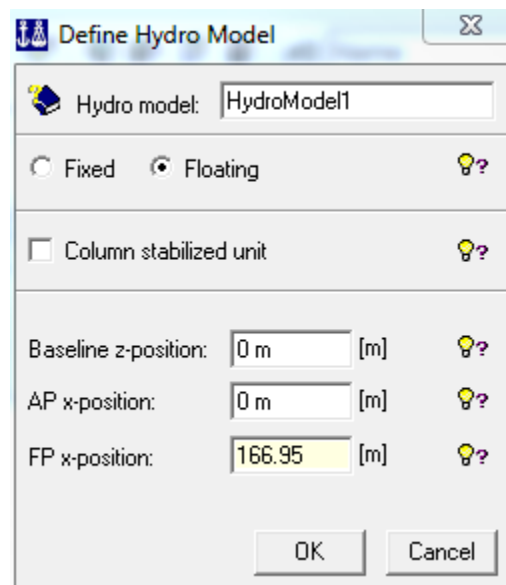 Define Hydro Model
Hydro model: HydroModel1
Fixed Floating
Column stabilized unit
Baseline z-position: 0 m [m]
AP x-position: 0 m [m]
FP x-position: 166.95 [m]
OK Cancel